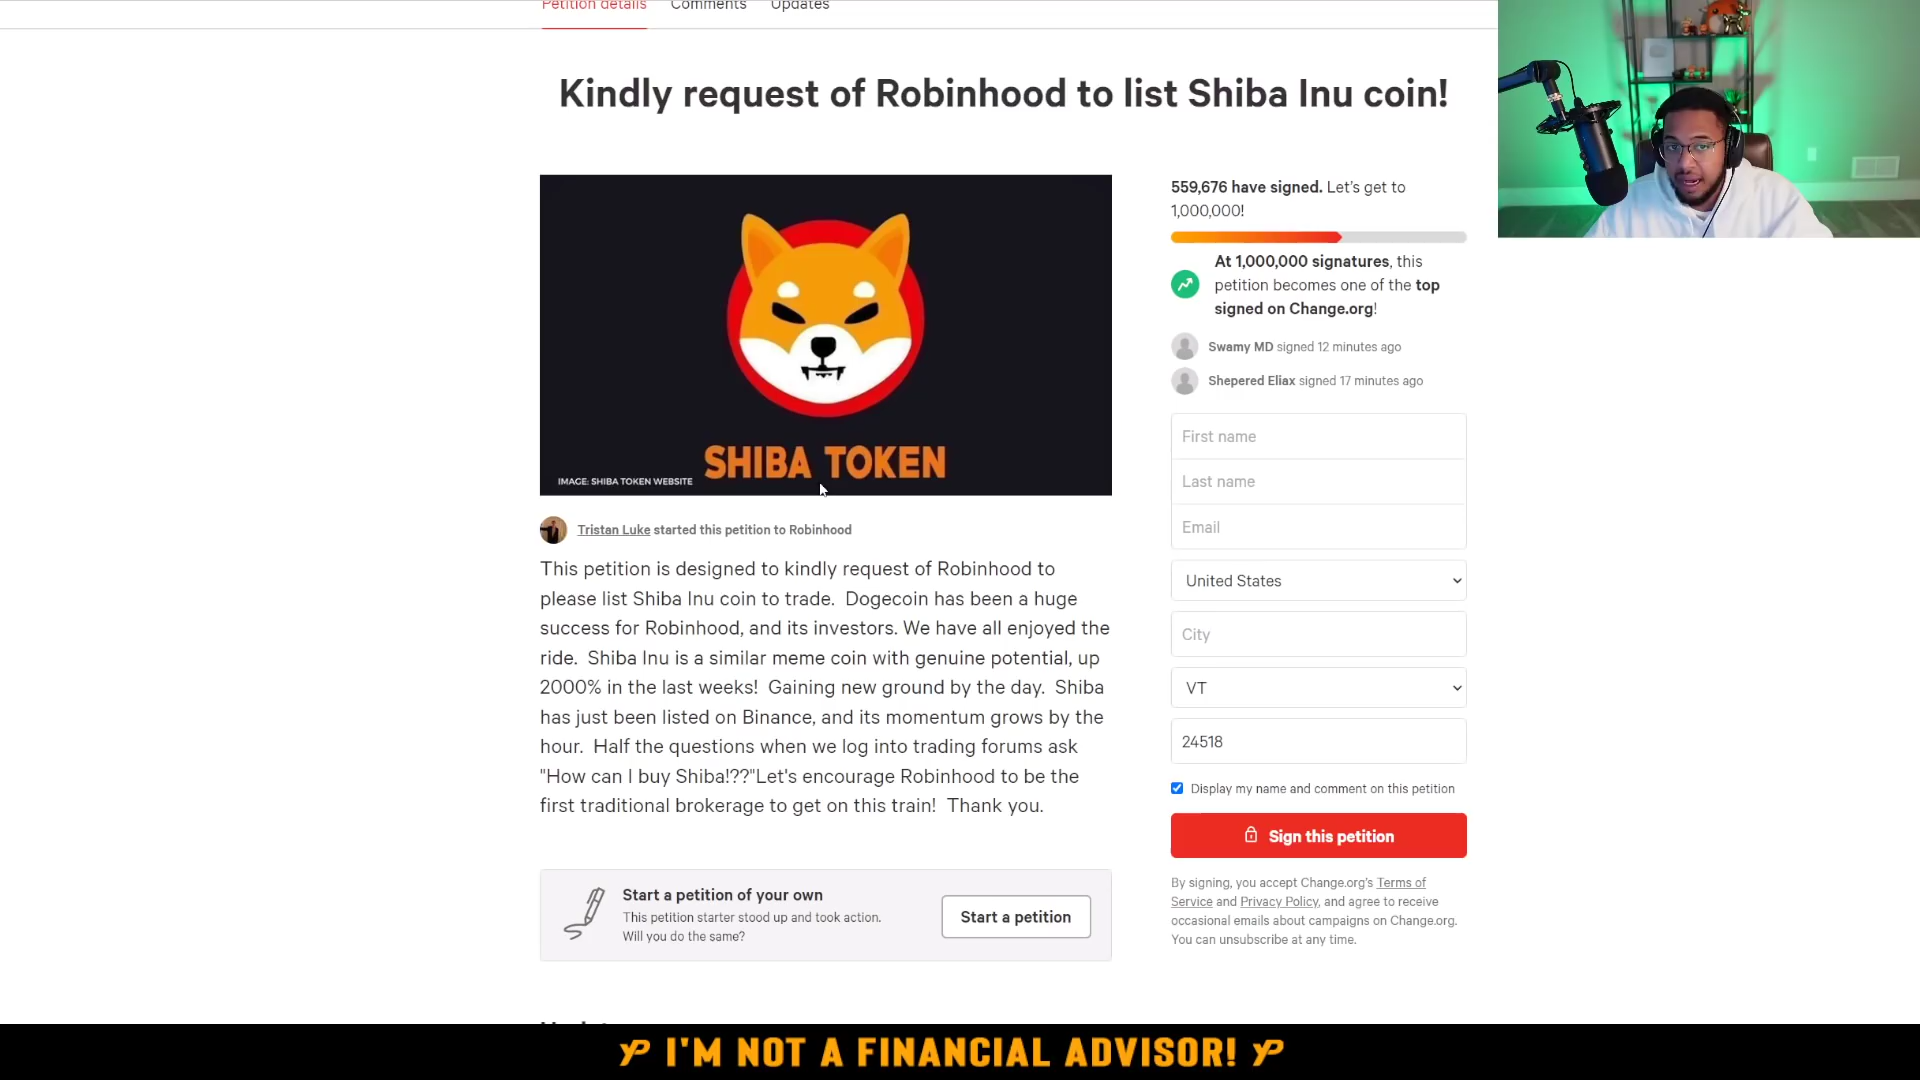 Petition details
Comments
Updates
Kindly request of Robinhood to list Shiba Inu coin!
SHIBA TOKEN
IMAGE: SHIBA TOKEN WEBSITE
Tristan Luke started this petition to Robinhood
This petition is designed to kindly request of Robinhood to
please list Shiba Inu coin to trade.  Dogecoin has been a huge
success for Robinhood, and its investors. We have all enjoyed the
ride.  Shiba Inu is a similar meme coin with genuine potential, up
2000% in the last weeks!  Gaining new ground by the day.  Shiba
has just been listed on Binance, and its momentum grows by the
hour.  Half the questions when we log into trading forums ask
"How can I buy Shiba!??"Let's encourage Robinhood to be the
first traditional brokerage to get on this train!  Thank you.
Start a petition of your own
This petition starter stood up and took action.
Will you do the same?
Start a petition
559,676 have signed. Let's get to
1,000,000!
At 1,000,000 signatures, this
petition becomes one of the top
signed on Change.org!
Swamy MD signed 12 minutes ago
Shepered Eliax signed 17 minutes ago
First name
Last name
Email
United States
City
VT
24518
Display my name and comment on this petition
Sign this petition
By signing, you accept Change.org's Terms of
Service and Privacy Policy, and agree to receive
occasional emails about campaigns on Change.org.
You can unsubscribe at any time.
YP I'M NOT A FINANCIAL ADVISOR! YP